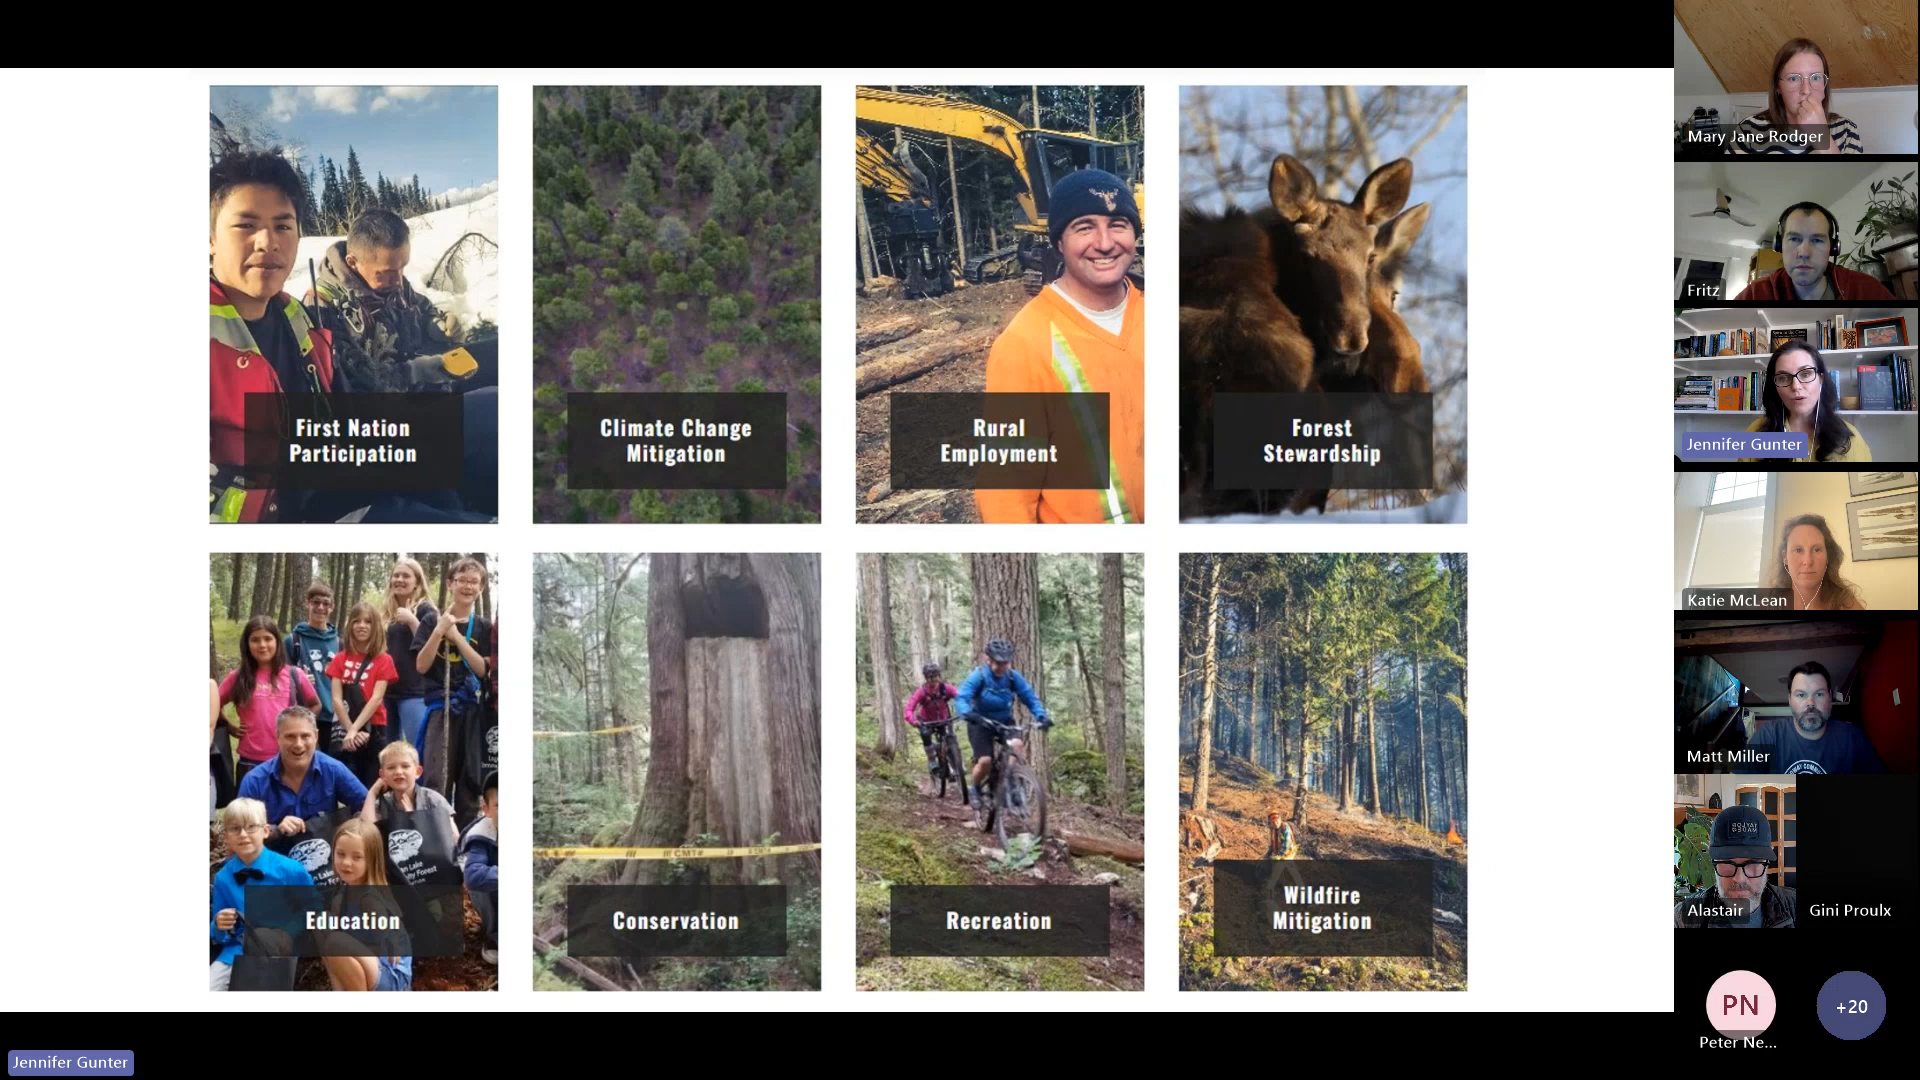 First Nation
Participation
Climate Change
Mitigation
Rural
Employment
Forest
Stewardship
Education
Conservation
CMT#
Recreation
Wildfire
Mitigation
Mary Jane Rodger
Fritz
Jennifer Gunter
Katie McLean
Matt Miller
Alastair
Gini Proulx
PN
Peter Ne...
+20
Jennifer Gunter